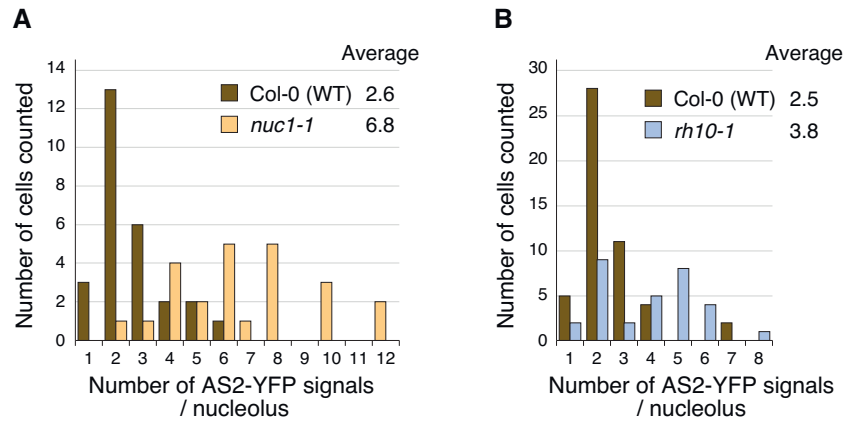 A
Average
Col-0 (WT) 2.6
nuc1-1 6.8
Number of cells counted
14
12
10
8
6
4
2
0
1 2 3 4 5 6 7 8 9 10 11 12
Number of AS2-YFP signals
/ nucleolus
B
Average
Col-0 (WT) 2.5
rh10-1 3.8
Number of cells counted
30
25
20
15
10
5
0
1 2 3 4 5 6 7 8
Number of AS2-YFP signals
/ nucleolus